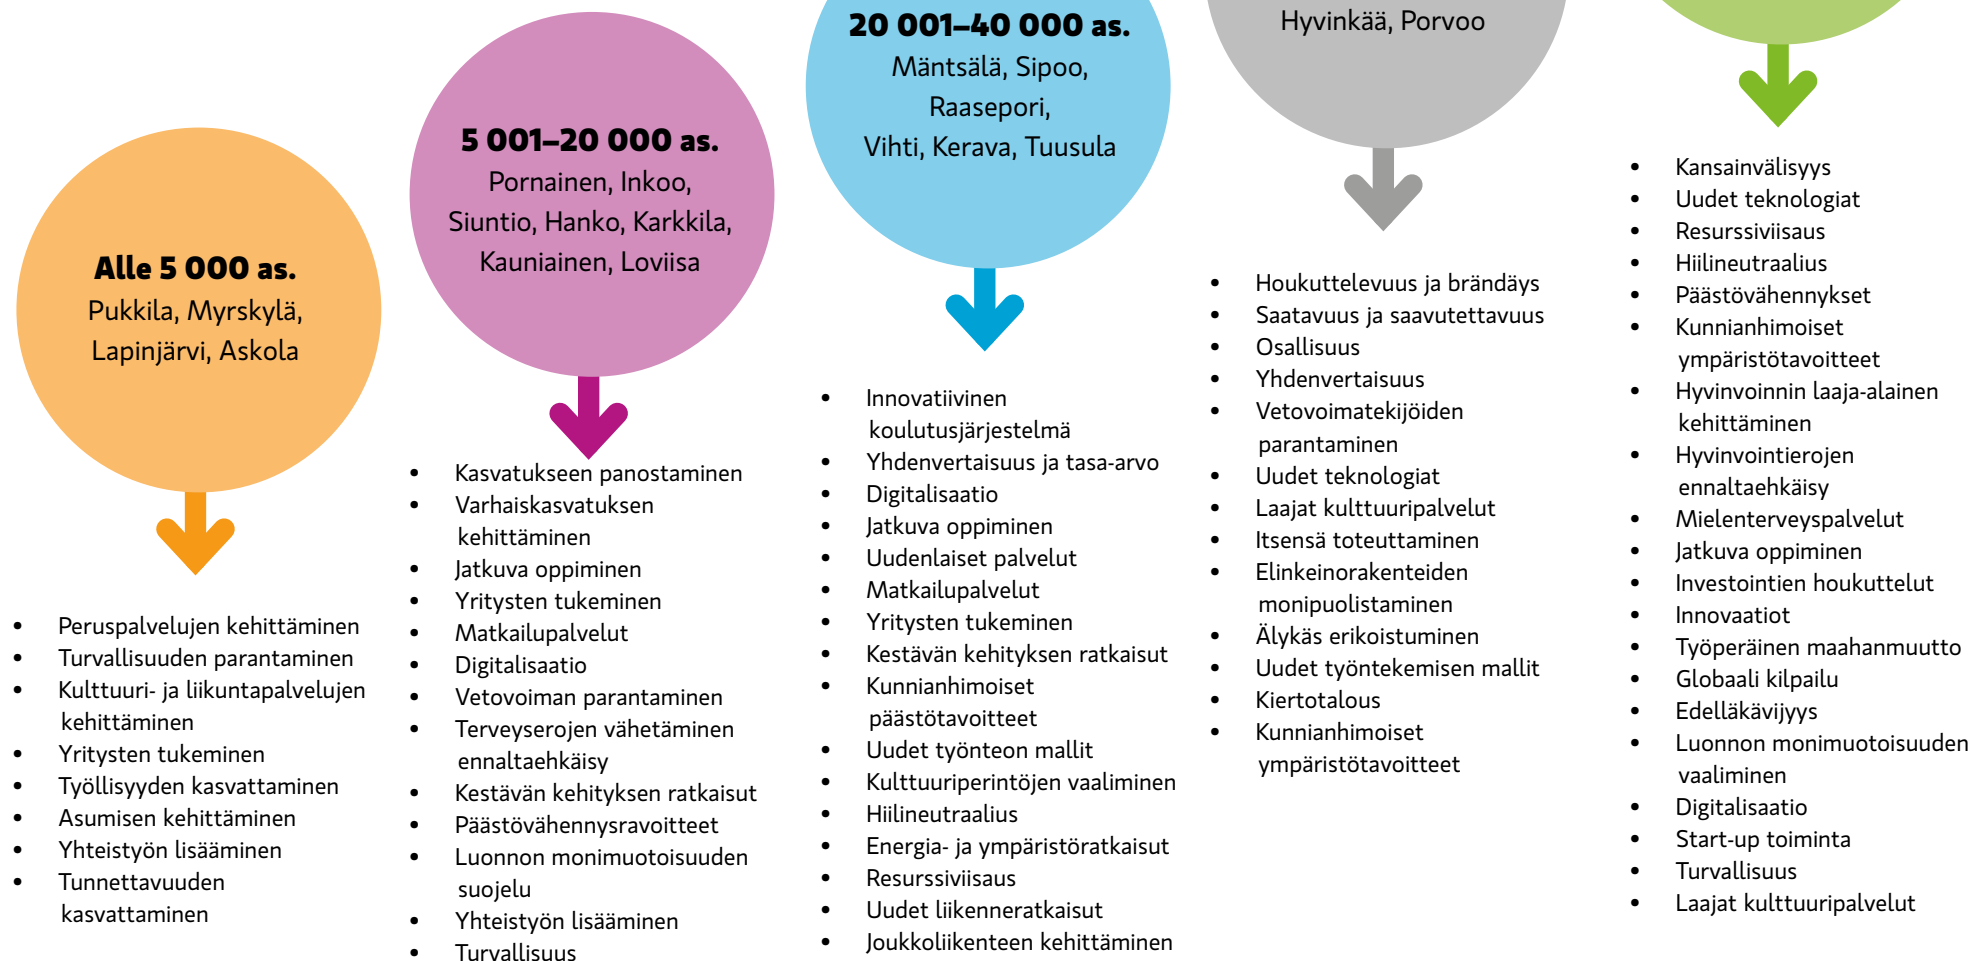 Alle 5 000 as.
Pukkila, Myrskylä,
Lapinjärvi, Askola
• Peruspalvelujen kehittäminen
• Turvallisuuden parantaminen
• Kulttuuri- ja liikuntapalvelujen
kehittäminen
• Yritysten tukeminen
• Työllisyyden kasvattaminen
• Asumisen kehittäminen
• Yhteistyön lisääminen
• Tunnettavuuden
kasvattaminen
5 001–20 000 as.
Pornainen, Inkoo,
Siuntio, Hanko, Karkkila,
Kauniainen, Loviisa
• Kasvatukseen panostaminen
• Varhaiskasvatuksen
kehittäminen
• Jatkuva oppiminen
• Yritysten tukeminen
• Matkailupalvelut
• Digitalisaatio
• Vetovoiman parantaminen
• Terveyserojen vähetäminen
ennaltaehkäisy
• Kestävän kehityksen ratkaisut
• Päästövähennysravoitteet
• Luonnon monimuotoisuuden
suojelu
• Yhteistyön lisääminen
• Turvallisuus
20 001–40 000 as.
Mäntsälä, Sipoo,
Raasepori,
Vihti, Kerava, Tuusula
• Innovatiivinen
koulutusjärjestelmä
• Yhdenvertaisuus ja tasa-arvo
• Digitalisaatio
• Jatkuva oppiminen
• Uudenlaiset palvelut
• Matkailupalvelut
• Yritysten tukeminen
• Kestävän kehityksen ratkaisut
• Kunnianhimoiset
päästötavoitteet
• Uudet työnteon mallit
• Kulttuuriperintöjen vaaliminen
• Hiilineutraalius
• Energia- ja ympäristöratkaisut
• Resurssiviisaus
• Uudet liikenneratkaisut
• Joukkoliikenteen kehittäminen
Hyvinkää, Porvoo
• Houkuttelevuus ja brändäys
• Saatavuus ja saavutettavuus
• Osallisuus
• Yhdenvertaisuus
• Vetovoimatekijöiden
parantaminen
• Uudet teknologiat
• Laajat kulttuuripalvelut
• Itsensä toteuttaminen
• Elinkeinorakenteiden
monipuolistaminen
• Älykäs erikoistuminen
• Uudet työntekemisen mallit
• Kiertotalous
• Kunnianhimoiset
ympäristötavoitteet
• Kansainvälisyys
• Uudet teknologiat
• Resurssiviisaus
• Hiilineutraalius
• Päästövähennykset
• Kunnianhimoiset
ympäristötavoitteet
• Hyvinvoinnin laaja-alainen
kehittäminen
• Hyvinvointierojen
ennaltaehkäisy
• Mielenterveyspalvelut
• Jatkuva oppiminen
• Investointien houkuttelut
• Innovaatiot
• Työperäinen maahanmuutto
• Globaali kilpailu
• Edelläkävijyys
• Luonnon monimuotoisuuden
vaaliminen
• Digitalisaatio
• Start-up toiminta
• Turvallisuus
• Laajat kulttuuripalvelut